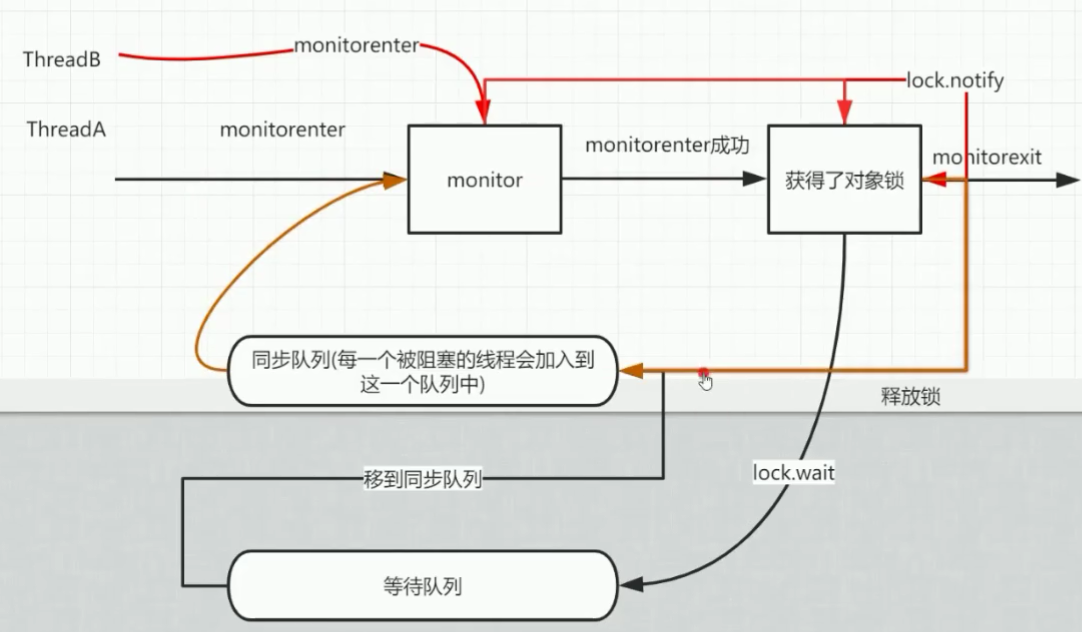 ThreadB
monitorenter
lock.notify
ThreadA
monitorenter
monitorenter成功
monitorexit
monitor
获得了对象锁
同步队列(每一个被阻塞的线程会加入到
这一个队列中)
释放锁
移到同步队列
lock.wait
等待队列